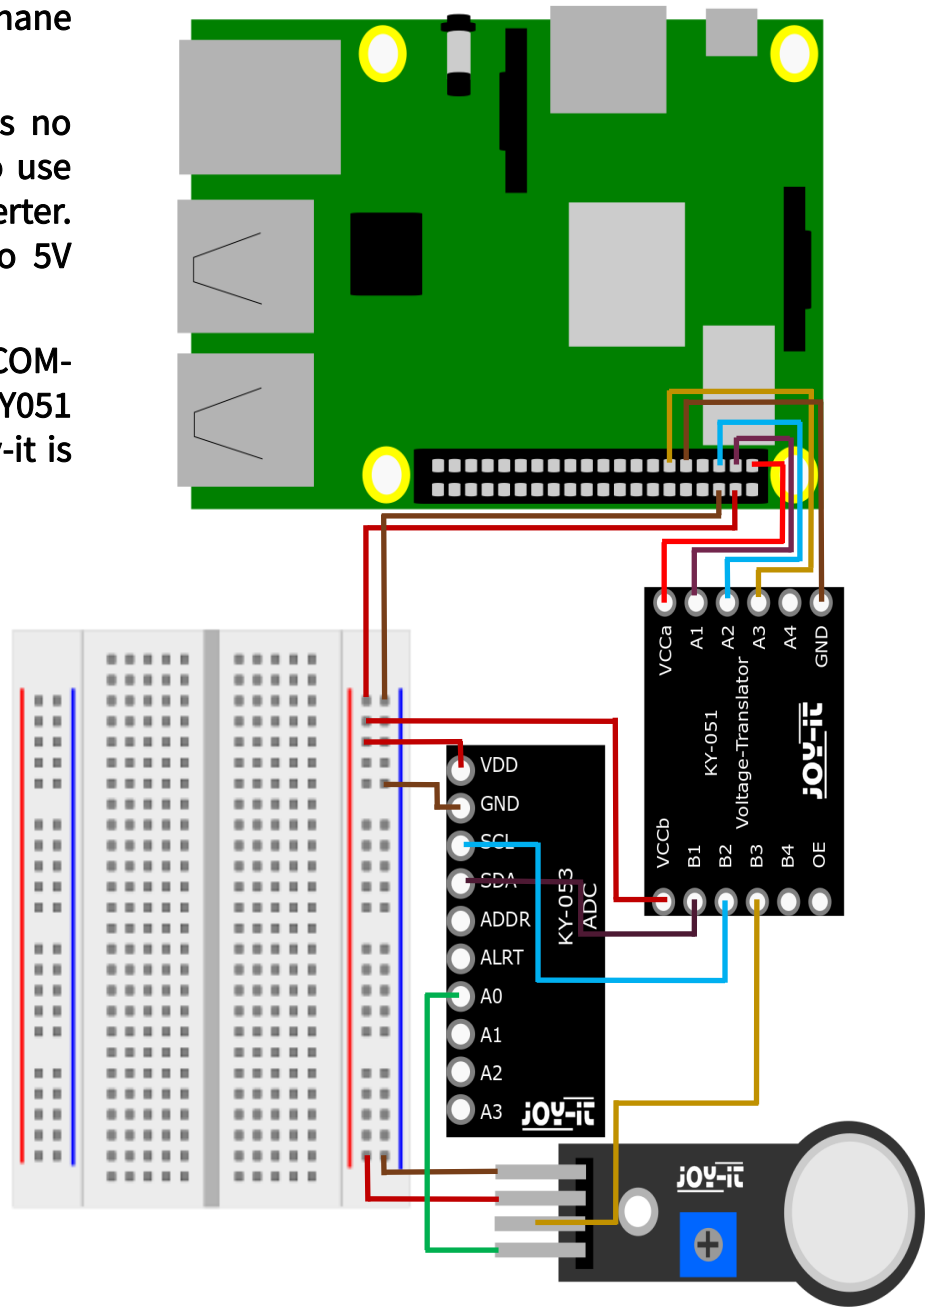 hane
s no
o use
erter.
o 5V
COM-
Y051
y-it is
VCCa
A1
A2
A3
A4
GND
KY-051
Voltage-Translator
JOY-iT
VCCb
B1
B2
B3
B4
OE
VDD
GND
SCL
SDA
ADDR
ALRT
A0
A1
A2
A3
KY-053
ADC
JOY-iT
JOY-iT